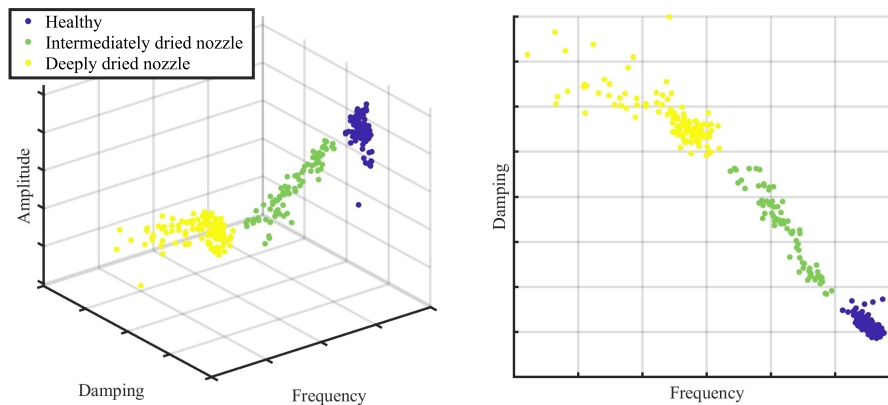 Healthy
Intermediately dried nozzle
Deeply dried nozzle
Amplitude
Damping
Frequency
Damping
Frequency